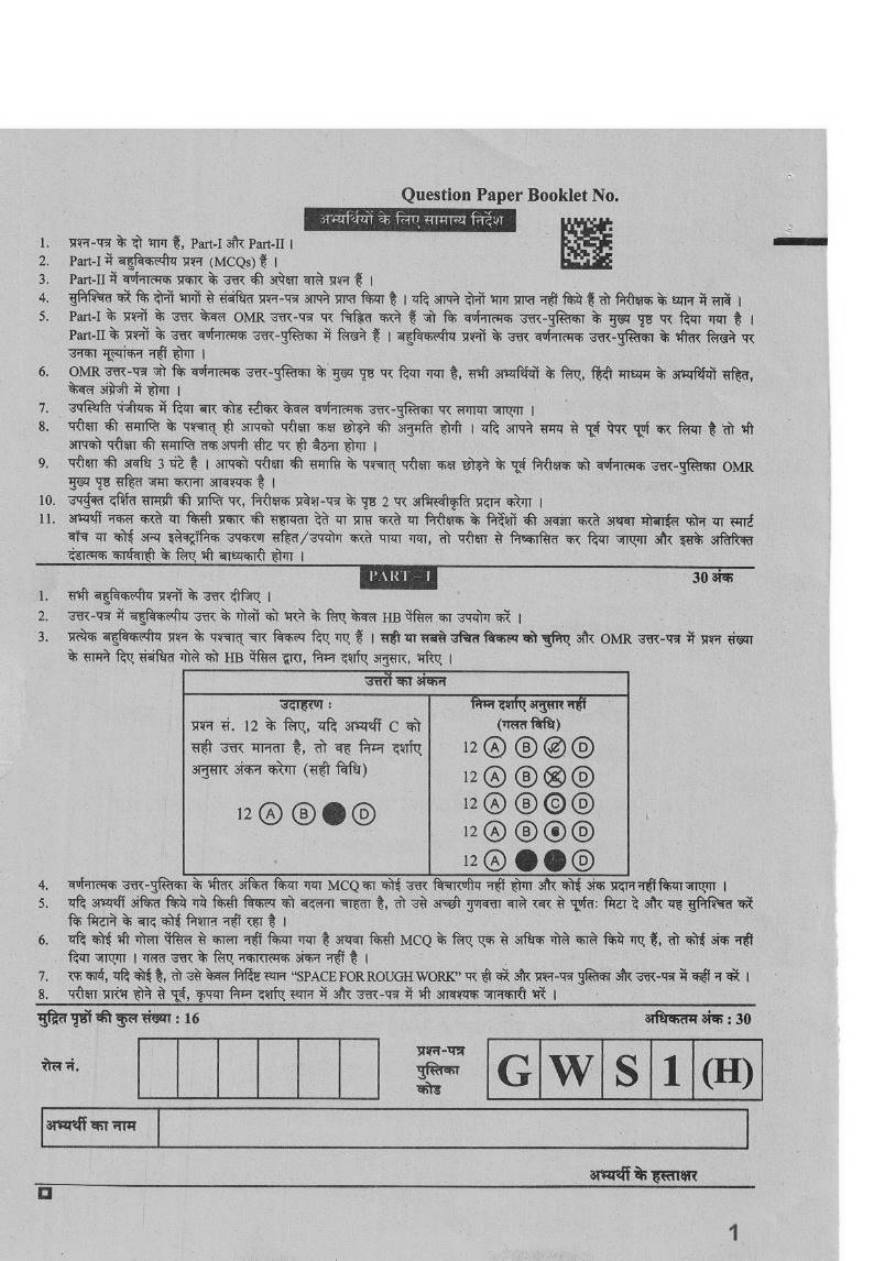 Question Paper Booklet No.
अभ्यर्थियों के लिए सामान्य निर्देश
1. प्रश्न-पत्र के दो भाग हैं, Part-I और Part-II ।
2. Part-I में बहुविकल्पीय प्रश्न (MCQs) हैं ।
3. Part-II में वर्णनात्मक प्रकार के उत्तर की अपेक्षा वाले प्रश्न हैं ।
4. सुनिश्चित करें कि दोनों भागों से संबंधित प्रश्न-पत्र आपने प्राप्त किया है । यदि आपने दोनों भाग प्राप्त नहीं किये हैं तो निरीक्षक के ध्यान में लावें ।
5. Part-I के प्रश्नों के उत्तर केवल OMR उत्तर-पत्र पर चिह्नित करने हैं जो कि वर्णनात्मक उत्तर-पुस्तिका के मुख्य पृष्ठ पर दिया गया है ।
Part-II के प्रश्नों के उत्तर वर्णनात्मक उत्तर-पुस्तिका में लिखने हैं । बहुविकल्पीय प्रश्नों के उत्तर वर्णनात्मक उत्तर-पुस्तिका के भीतर लिखने पर
उनका मूल्यांकन नहीं होगा ।
6. OMR उत्तर-पत्र जो कि वर्णनात्मक उत्तर-पुस्तिका के मुख्य पृष्ठ पर दिया गया है, सभी अभ्यर्थियों के लिए, हिंदी माध्यम के अभ्यर्थियों सहित,
केवल अंग्रेजी में होगा ।
7. उपस्थिति पंजीयक में दिया बार कोड स्टीकर केवल वर्णनात्मक उत्तर-पुस्तिका पर लगाया जाएगा ।
8. परीक्षा की समाप्ति के पश्चात् ही आपको परीक्षा कक्ष छोड़ने की अनुमति होगी । यदि आपने समय से पूर्व पेपर पूर्ण कर लिया है तो भी
आपको परीक्षा की समाप्ति तक अपनी सीट पर ही बैठना होगा ।
9. परीक्षा की अवधि 3 घंटे है । आपको परीक्षा की समाप्ति के पश्चात् परीक्षा कक्ष छोड़ने के पूर्व निरीक्षक को वर्णनात्मक उत्तर-पुस्तिका OMR
मुख्य पृष्ठ सहित जमा कराना आवश्यक है ।
10. उपर्युक्त दर्शित सामग्री की प्राप्ति पर, निरीक्षक प्रवेश-पत्र के पृष्ठ 2 पर अभिस्वीकृति प्रदान करेगा ।
11. अभ्यर्थी नकल करते या किसी प्रकार की सहायता देते या प्राप्त करते या निरीक्षक के निर्देशों की अवज्ञा करते अथवा मोबाईल फोन या स्मार्ट
वॉच या कोई अन्य इलेक्ट्रॉनिक उपकरण सहित/उपयोग करते पाया गया, तो परीक्षा से निष्कासित कर दिया जाएगा और इसके अतिरिक्त
दंडात्मक कार्यवाही के लिए भी बाध्यकारी होगा ।
PART – I 30 अंक
1. सभी बहुविकल्पीय प्रश्नों के उत्तर दीजिए ।
2. उत्तर-पत्र में बहुविकल्पीय उत्तर के गोलों को भरने के लिए केवल HB पेंसिल का उपयोग करें ।
3. प्रत्येक बहुविकल्पीय प्रश्न के पश्चात् चार विकल्प दिए गए हैं । सही या सबसे उचित विकल्प को चुनिए और OMR उत्तर-पत्र में प्रश्न संख्या
के सामने दिए संबंधित गोले को HB पेंसिल द्वारा, निम्न दर्शाए अनुसार, भरिए ।
उत्तरों का अंकन
उदाहरण :
प्रश्न सं. 12 के लिए, यदि अभ्यर्थी C को
सही उत्तर मानता है, तो वह निम्न दर्शाए
अनुसार अंकन करेगा (सही विधि)
12 A B D
निम्न दर्शाए अनुसार नहीं
(गलत विधि)
12 A B C D
12 A B C D
12 A B C D
12 A B D
12 A D
4. वर्णनात्मक उत्तर-पुस्तिका के भीतर अंकित किया गया MCQ का कोई उत्तर विचारणीय नहीं होगा और कोई अंक प्रदान नहीं किया जाएगा ।
5. यदि अभ्यर्थी अंकित किये गये किसी विकल्प को बदलना चाहता है, तो उसे अच्छी गुणवत्ता वाले रबर से पूर्णतः मिटा दे और यह सुनिश्चित करें
कि मिटाने के बाद कोई निशान नहीं रहा है ।
6. यदि कोई भी गोला पेंसिल से काला नहीं किया गया है अथवा किसी MCQ के लिए एक से अधिक गोले काले किये गए हैं, तो कोई अंक नहीं
दिया जाएगा । गलत उत्तर के लिए नकारात्मक अंकन नहीं है ।
7. रफ कार्य, यदि कोई है, तो उसे केवल निर्दिष्ट स्थान “SPACE FOR ROUGH WORK” पर ही करें और प्रश्न-पत्र पुस्तिका और उत्तर-पत्र में कहीं न करें ।
8. परीक्षा प्रारंभ होने से पूर्व, कृपया निम्न दर्शाए स्थान में और उत्तर-पत्र में भी आवश्यक जानकारी भरें ।
मुद्रित पृष्ठों की कुल संख्या : 16 अधिकतम अंक : 30
रोल नं.
प्रश्न-पत्र
पुस्तिका
कोड
G W S 1 (H)
अभ्यर्थी का नाम
अभ्यर्थी के हस्ताक्षर
1